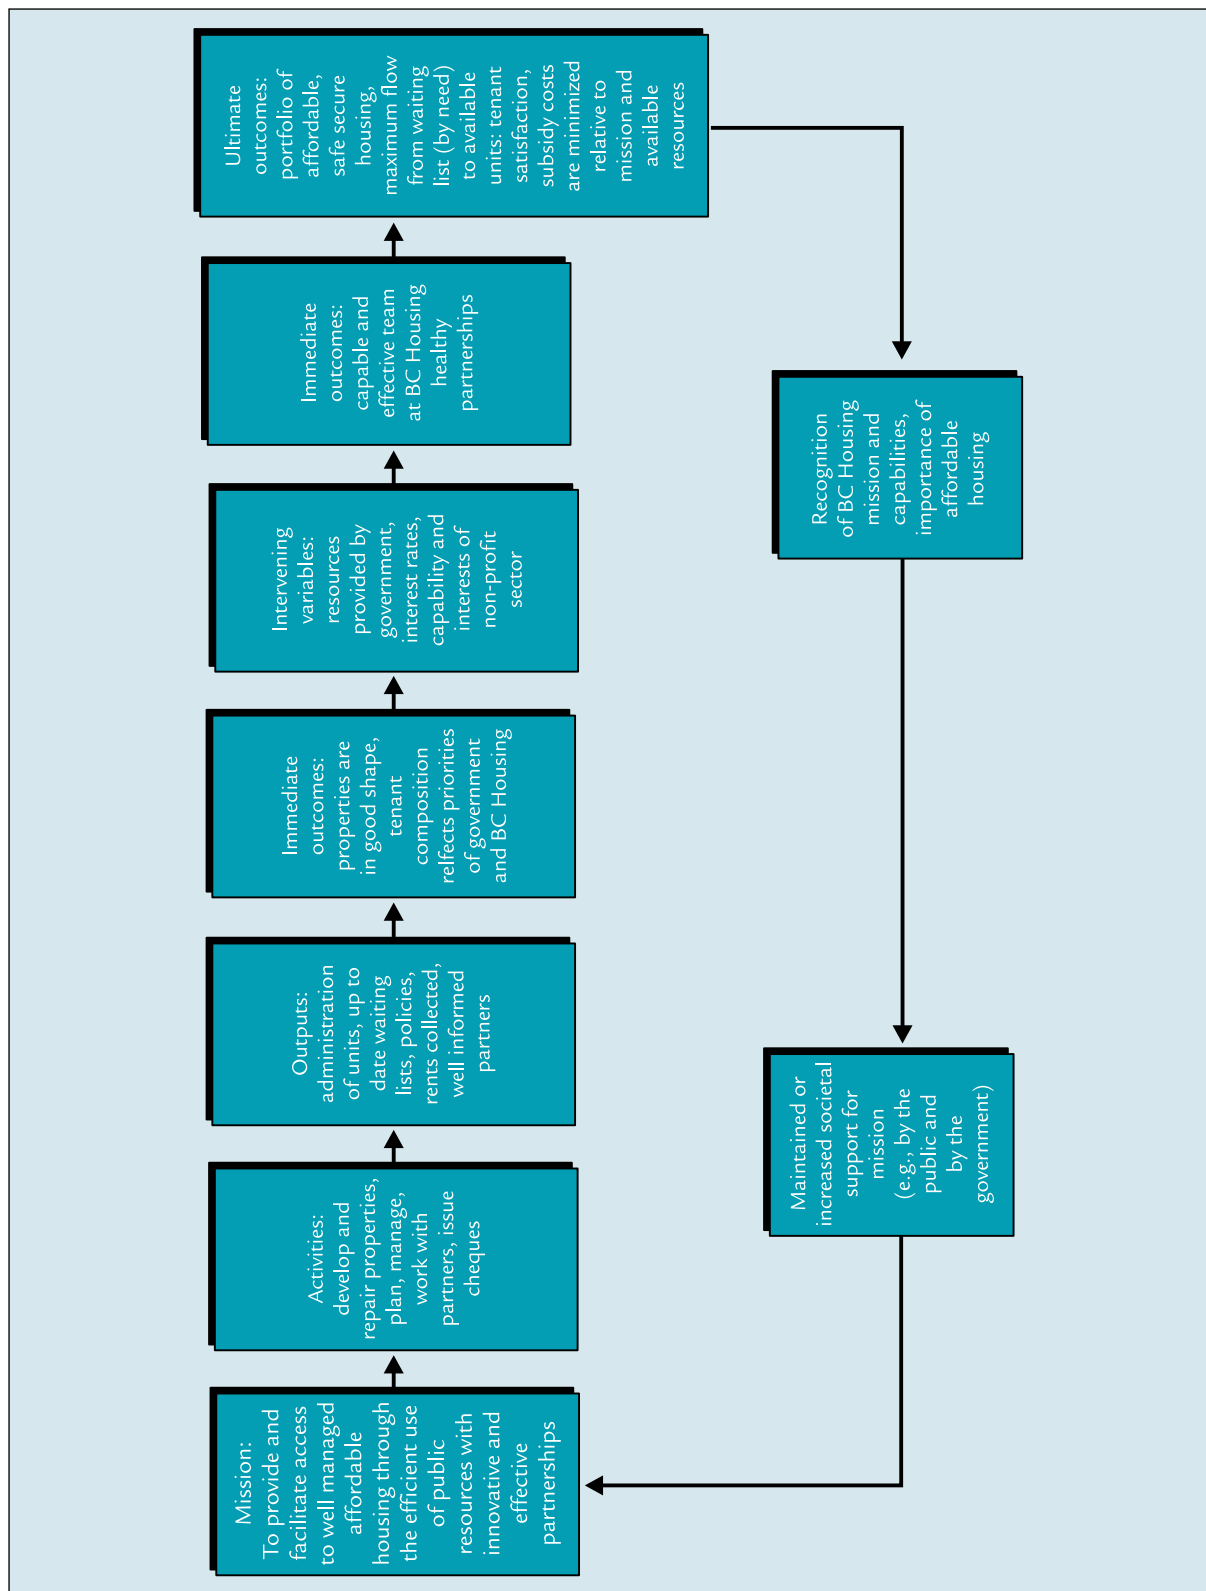 Mission:
To provide and
facilitate access
to well managed
affordable
housing through
the efficient use
of public
resources with
innovative and
effective
partnerships
Activities:
develop and
repair properties,
plan, manage,
work with
partners, issue
cheques
Outputs:
administration
of units, up to
date waiting
lists, policies,
rents collected,
well informed
partners
Immediate
outcomes:
properties are
in good shape,
tenant
composition
relfects priorities
of government
and BC Housing
Intervening
variables:
resources
provided by
government,
interest rates,
capability and
interests of
non-profit
sector
Immediate
outcomes:
capable and
effective team
at BC Housing
healthy
partnerships
Ultimate
outcomes:
portfolio of
affordable,
safe secure
housing,
maximum flow
from waiting
list (by need)
to available
units: tenant
satisfaction,
subsidy costs
are minimized
relative to
mission and
available
resources
Recognition
of BC Housing
mission and
capabilities,
importance of
affordable
housing
Maintained or
increased societal
support for
mission
(e.g., by the
public and
by the
government)